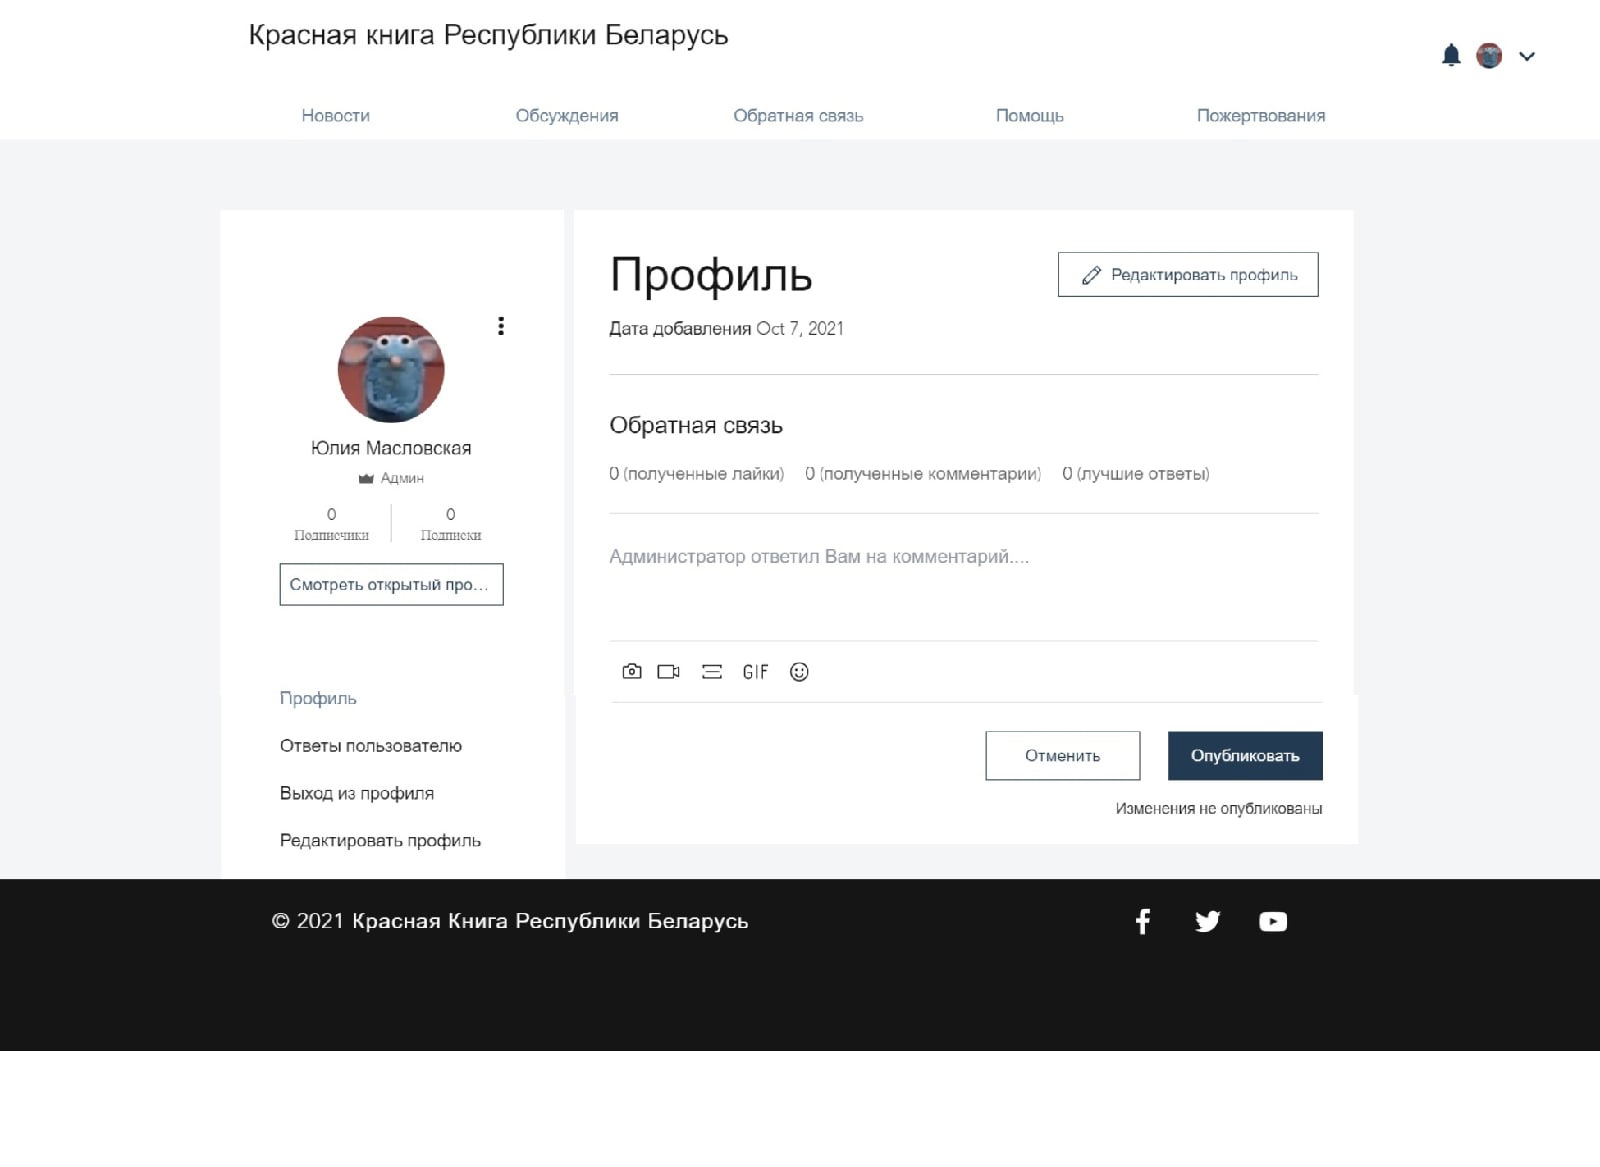 Красная книга Республики Беларусь
Новости
Обсуждения
Обратная связь
Помощь
Пожертвования
Юлия Масловская
Админ
0
Подписчики
0
Подписки
Смотреть открытый про...
Профиль
Ответы пользователю
Выход из профиля
Редактировать профиль
Профиль
Редактировать профиль
Дата добавления Oct 7, 2021
Обратная связь
0 (полученные лайки) 0 (полученные комментарии) 0 (лучшие ответы)
Администратор ответил Вам на комментарий....
GIF
Отменить
Опубликовать
Изменения не опубликованы
© 2021 Красная Книга Республики Беларусь